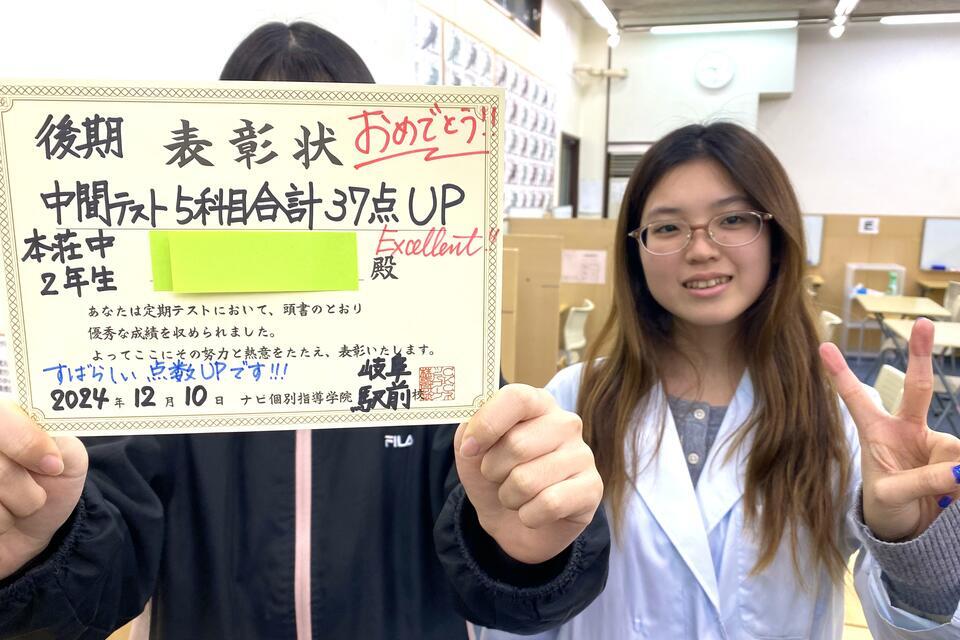 後期 表彰状 おめでとう!!
中間テスト5科目合計37点UP
本荘中 Excellent!!
2年生 殿
あなたは定期テストにおいて、頭書のとおり
優秀な成績を収められました。
よってここにその努力と熱意をたたえ、表彰いたします。
すばらしい点数UPです!!!
2024年12月10日 ナビ個別指導学院 岐阜駅前校
FILA